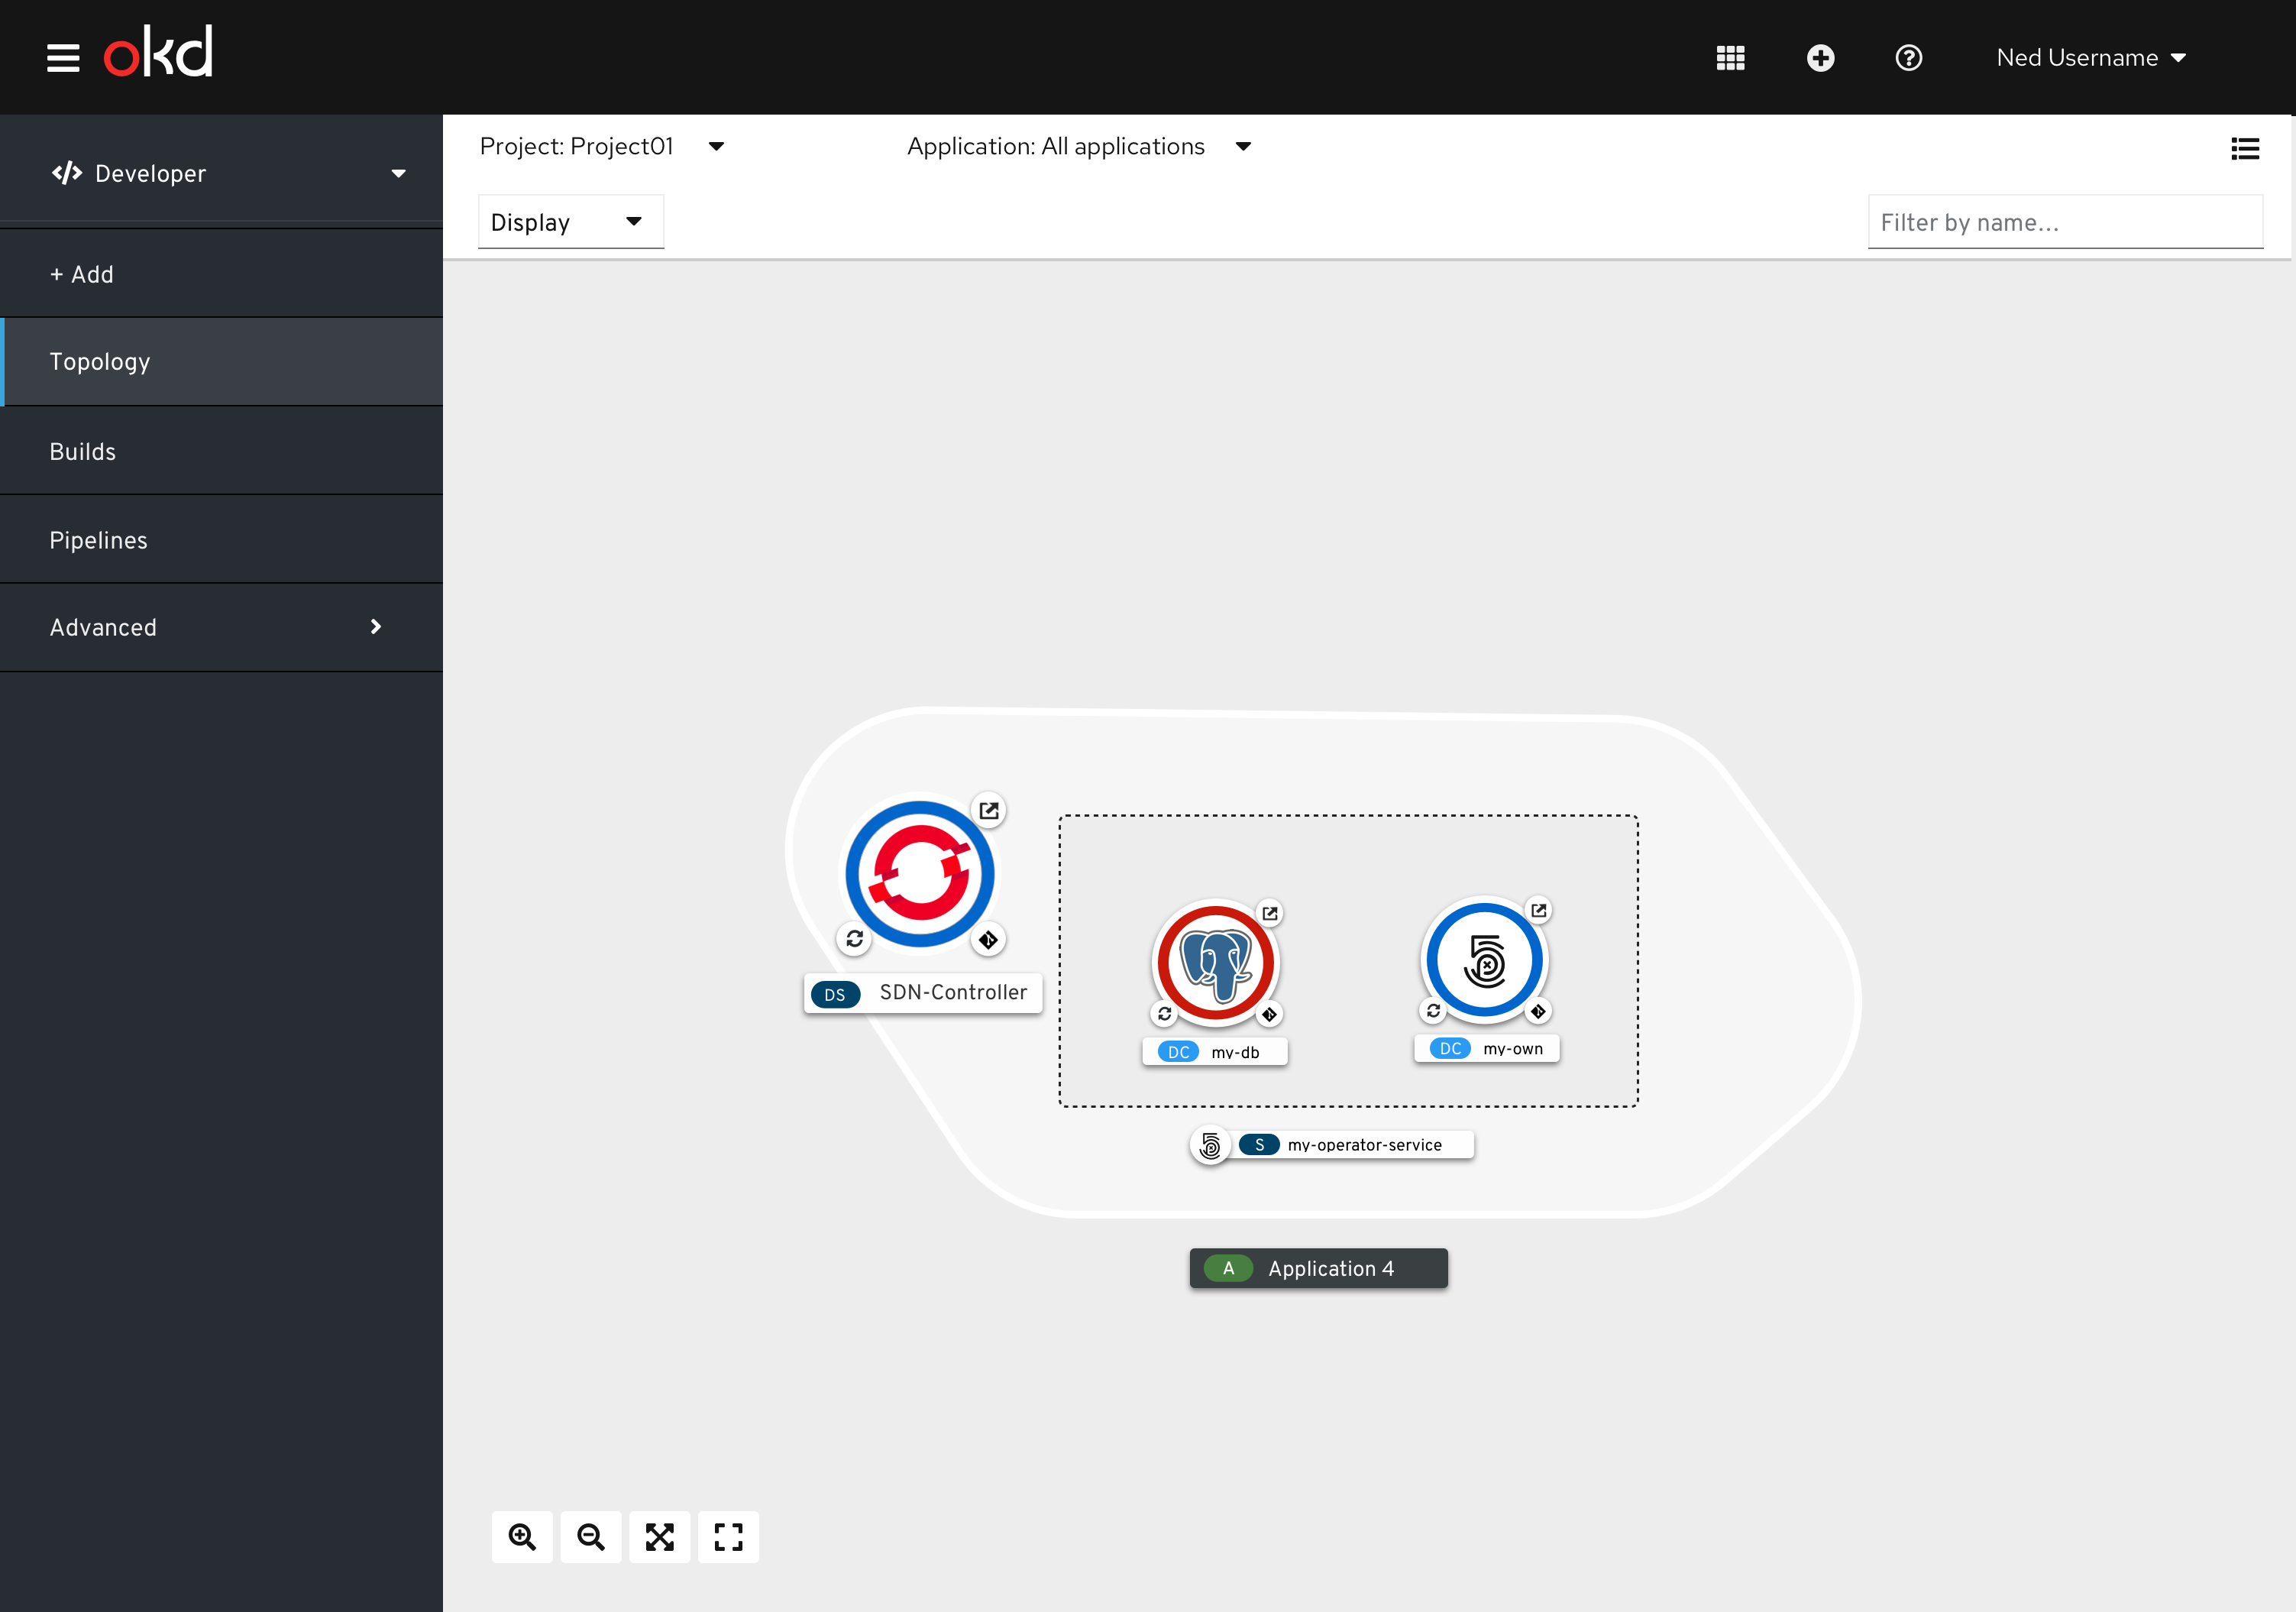 okd
Ned Username
Developer
Project: Project01
Application: All applications
Display
Filter by name...
+ Add
Topology
Builds
Pipelines
Advanced
DS SDN-Controller
DC my-db
DC my-own
S my-operator-service
A Application 4